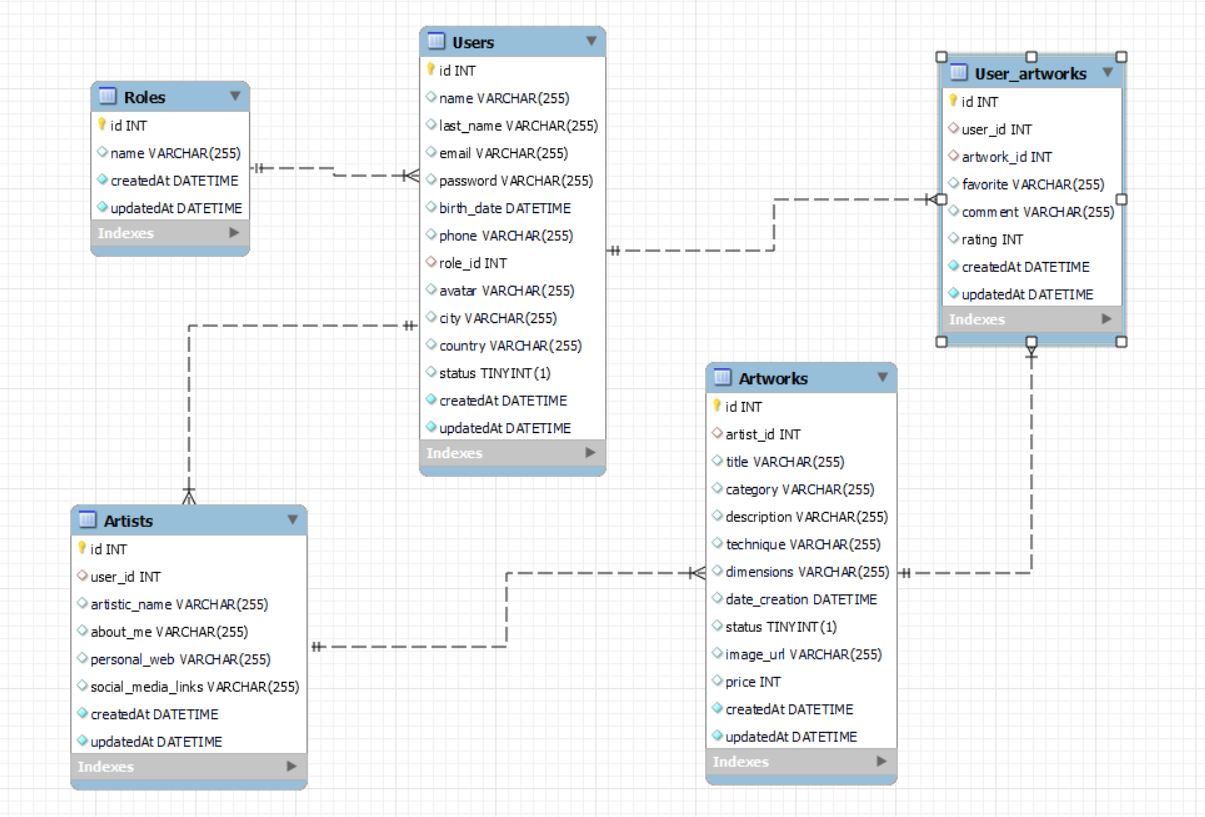 Roles
id INT
name VARCHAR(255)
createdAt DATETIME
updatedAt DATETIME
Indexes
Users
id INT
name VARCHAR(255)
last_name VARCHAR(255)
email VARCHAR(255)
password VARCHAR(255)
birth_date DATETIME
phone VARCHAR(255)
role_id INT
avatar VARCHAR(255)
city VARCHAR(255)
country VARCHAR(255)
status TINYINT(1)
createdAt DATETIME
updatedAt DATETIME
Indexes
User_artworks
id INT
user_id INT
artwork_id INT
favorite VARCHAR(255)
comment VARCHAR(255)
rating INT
createdAt DATETIME
updatedAt DATETIME
Indexes
Artists
id INT
user_id INT
artistic_name VARCHAR(255)
about_me VARCHAR(255)
personal_web VARCHAR(255)
social_media_links VARCHAR(255)
createdAt DATETIME
updatedAt DATETIME
Indexes
Artworks
id INT
artist_id INT
title VARCHAR(255)
category VARCHAR(255)
description VARCHAR(255)
technique VARCHAR(255)
dimensions VARCHAR(255)
date_creation DATETIME
status TINYINT(1)
image_url VARCHAR(255)
price INT
createdAt DATETIME
updatedAt DATETIME
Indexes